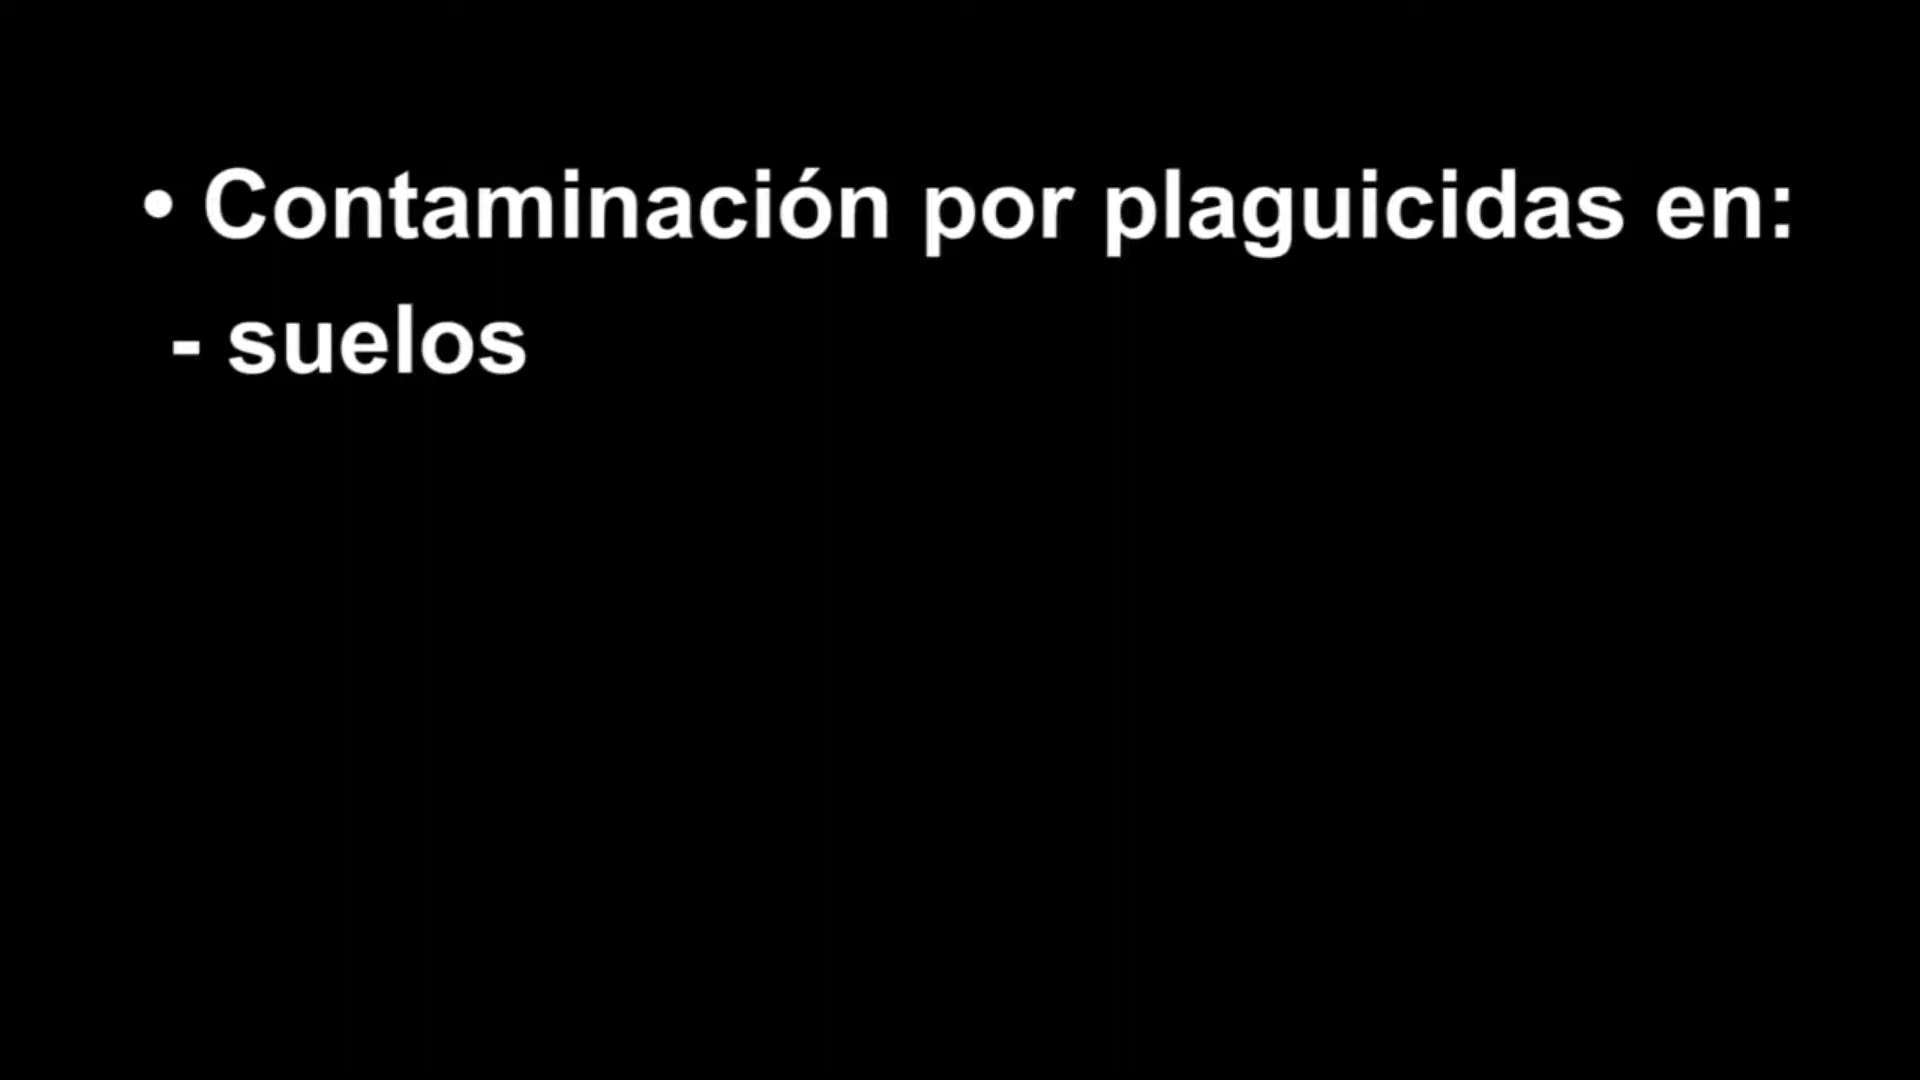 • Contaminación por plaguicidas en:
- suelos